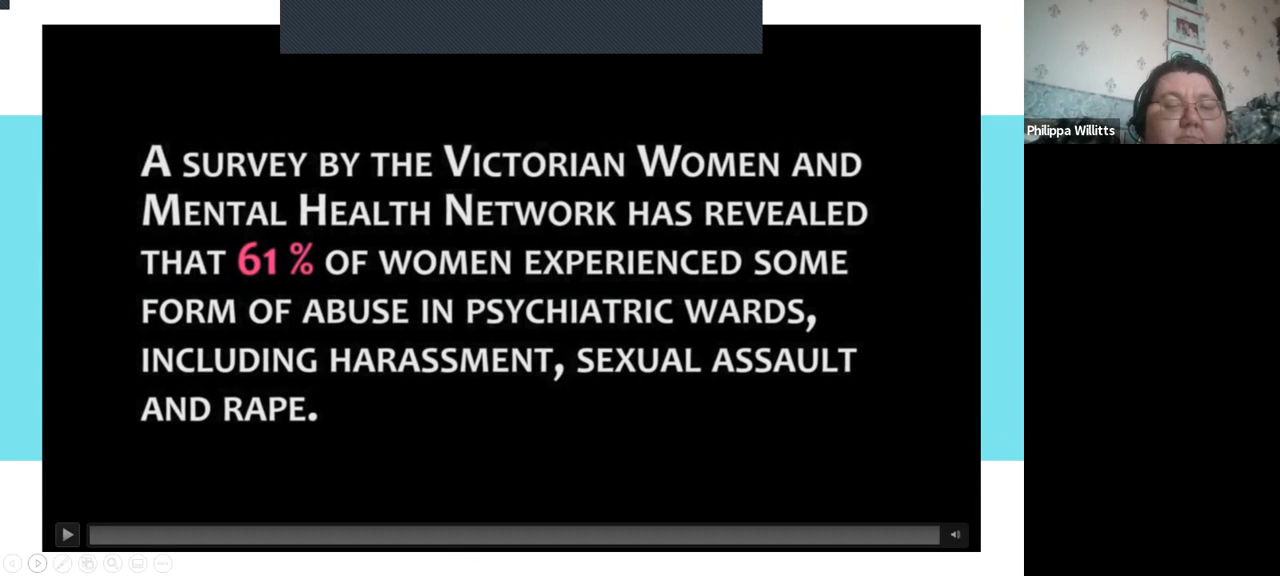 A survey by the Victorian Women and
Mental Health Network has revealed
that 61 % of women experienced some
form of abuse in psychiatric wards,
including harassment, sexual assault
and rape.
Philippa Willitts